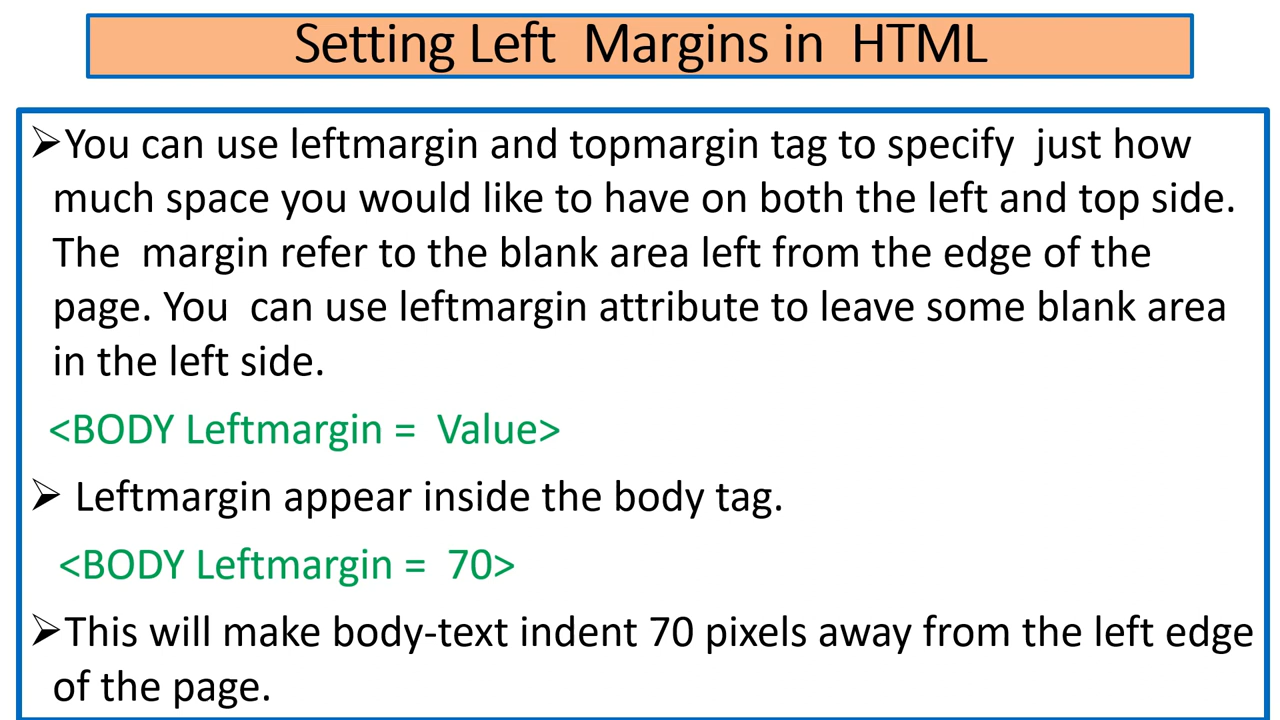 Setting Left Margins in HTML
➢You can use leftmargin and topmargin tag to specify just how
much space you would like to have on both the left and top side.
The margin refer to the blank area left from the edge of the
page. You can use leftmargin attribute to leave some blank area
in the left side.
<BODY Leftmargin = Value>
➢ Leftmargin appear inside the body tag.
<BODY Leftmargin = 70>
➢This will make body-text indent 70 pixels away from the left edge
of the page.